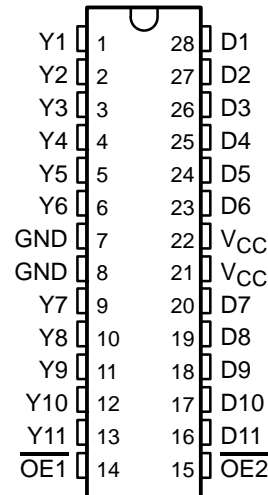 Y1 1 28 D1
Y2 2 27 D2
Y3 3 26 D3
Y4 4 25 D4
Y5 5 24 D5
Y6 6 23 D6
GND 7 22 VCC
GND 8 21 VCC
Y7 9 20 D7
Y8 10 19 D8
Y9 11 18 D9
Y10 12 17 D10
Y11 13 16 D11
OE1 14 15 OE2